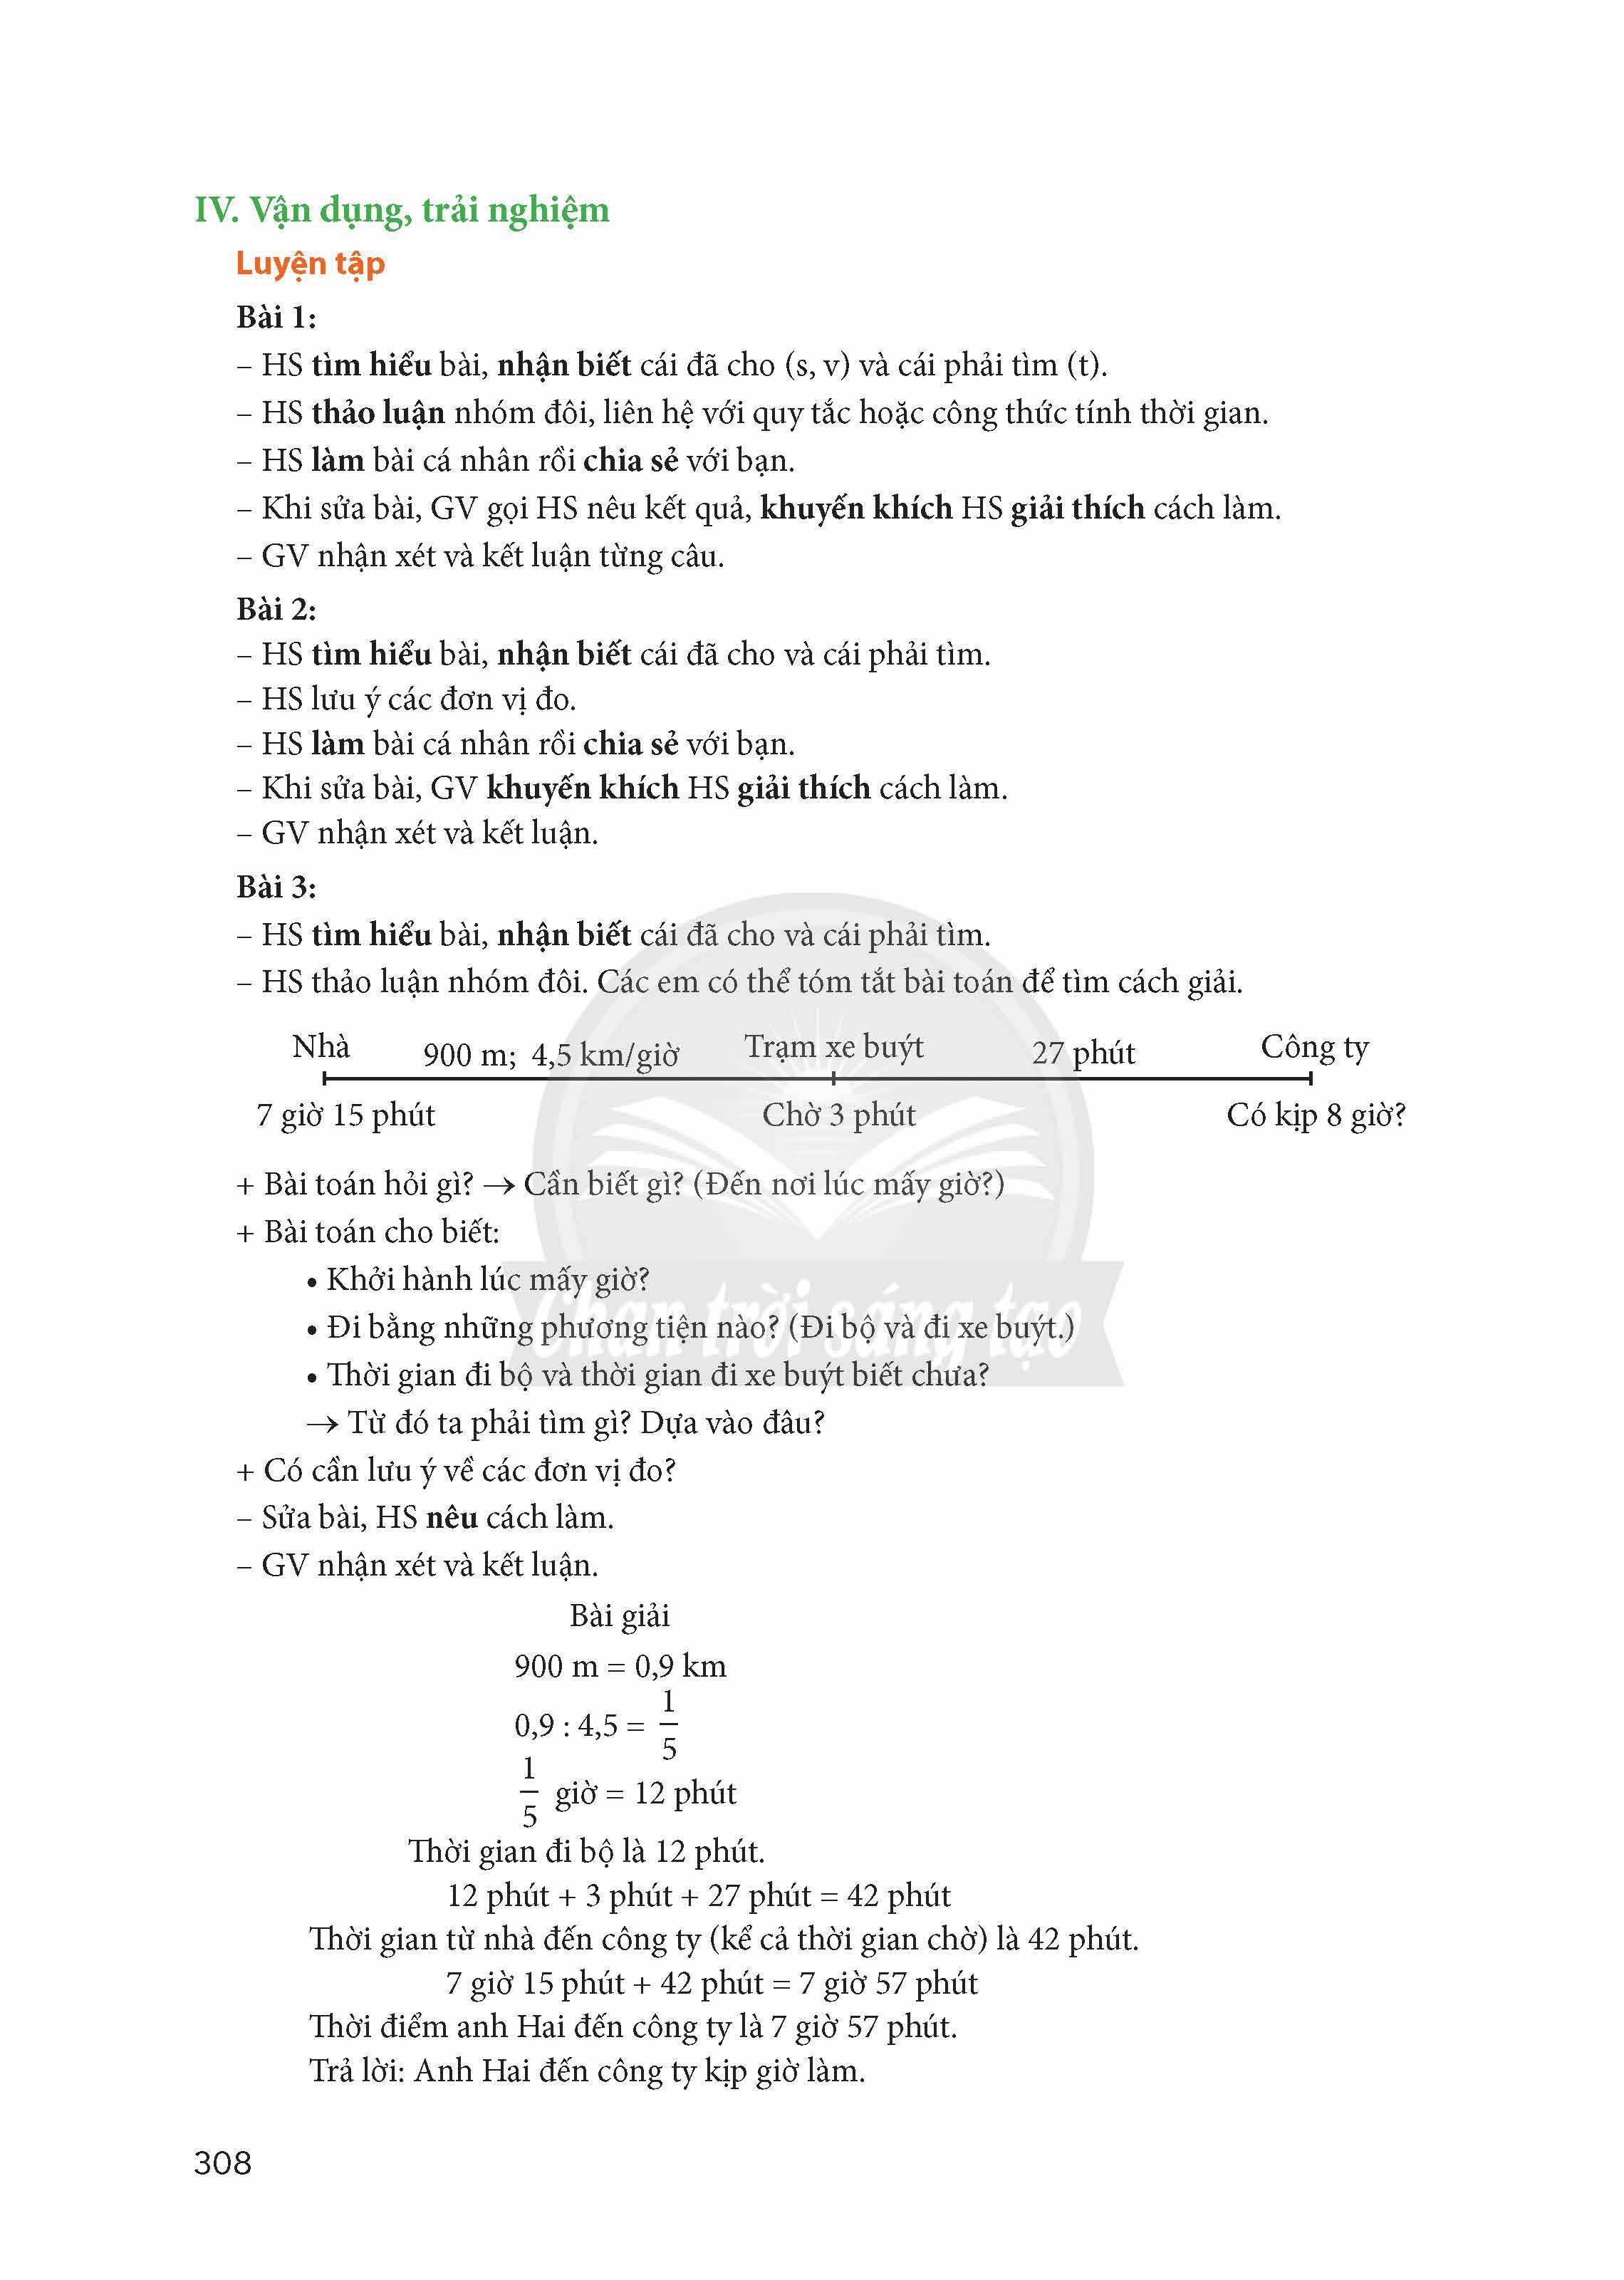 IV. Vận dụng, trải nghiệm
Luyện tập
Bài 1:
– HS tìm hiểu bài, nhận biết cái đã cho (s, v) và cái phải tìm (t).
– HS thảo luận nhóm đôi, liên hệ với quy tắc hoặc công thức tính thời gian.
– HS làm bài cá nhân rồi chia sẻ với bạn.
– Khi sửa bài, GV gọi HS nêu kết quả, khuyến khích HS giải thích cách làm.
– GV nhận xét và kết luận từng câu.
Bài 2:
– HS tìm hiểu bài, nhận biết cái đã cho và cái phải tìm.
– HS lưu ý các đơn vị đo.
– HS làm bài cá nhân rồi chia sẻ với bạn.
– Khi sửa bài, GV khuyến khích HS giải thích cách làm.
– GV nhận xét và kết luận.
Bài 3:
– HS tìm hiểu bài, nhận biết cái đã cho và cái phải tìm.
– HS thảo luận nhóm đôi. Các em có thể tóm tắt bài toán để tìm cách giải.
Nhà 900 m; 4,5 km/giờ Trạm xe buýt 27 phút Công ty
7 giờ 15 phút Chờ 3 phút Có kịp 8 giờ?
+ Bài toán hỏi gì? → Cần biết gì? (Đến nơi lúc mấy giờ?)
+ Bài toán cho biết:
• Khởi hành lúc mấy giờ?
Chân trời sáng tạo
• Đi bằng những phương tiện nào? (Đi bộ và đi xe buýt.)
• Thời gian đi bộ và thời gian đi xe buýt biết chưa?
→ Từ đó ta phải tìm gì? Dựa vào đâu?
+ Có cần lưu ý về các đơn vị đo?
– Sửa bài, HS nêu cách làm.
– GV nhận xét và kết luận.
Bài giải
900 m = 0,9 km
0,9 : 4,5 = 1/5
1/5 giờ = 12 phút
Thời gian đi bộ là 12 phút.
12 phút + 3 phút + 27 phút = 42 phút
Thời gian từ nhà đến công ty (kể cả thời gian chờ) là 42 phút.
7 giờ 15 phút + 42 phút = 7 giờ 57 phút
Thời điểm anh Hai đến công ty là 7 giờ 57 phút.
Trả lời: Anh Hai đến công ty kịp giờ làm.
308